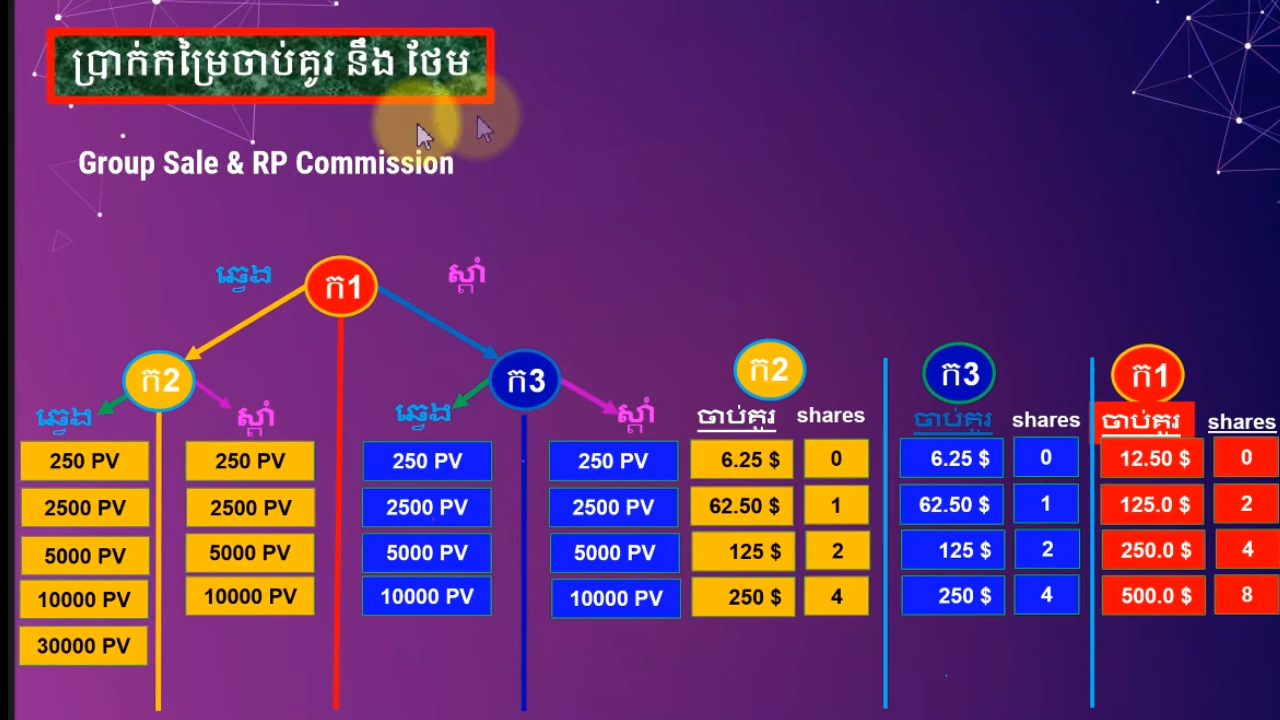 ប្រាក់កម្រៃចាប់គូរ នឹង ថែម
Group Sale & RP Commission
ឆ្វេង ក1 ស្តាំ
ក2 ក3 ក2 ក3 ក1
ឆ្វេង ស្តាំ ឆ្វេង ស្តាំ ចាប់គូរ shares ចាប់គូរ shares ចាប់គូរ shares
250 PV 250 PV 250 PV 250 PV 6.25 $ 0 6.25 $ 0 12.50 $ 0
2500 PV 2500 PV 2500 PV 2500 PV 62.50 $ 1 62.50 $ 1 125.0 $ 2
5000 PV 5000 PV 5000 PV 5000 PV 125 $ 2 125 $ 2 250.0 $ 4
10000 PV 10000 PV 10000 PV 10000 PV 250 $ 4 250 $ 4 500.0 $ 8
30000 PV